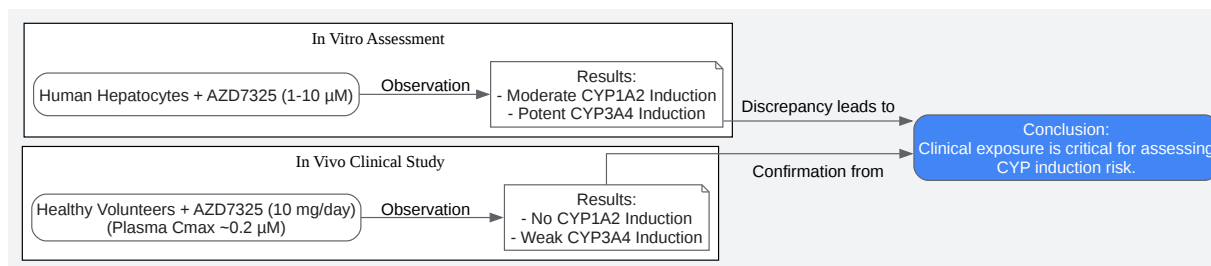 In Vitro Assessment
Human Hepatocytes + AZD7325 (1-10 µM)
Observation
Results:
- Moderate CYP1A2 Induction
- Potent CYP3A4 Induction
Discrepancy leads to
In Vivo Clinical Study
Healthy Volunteers + AZD7325 (10 mg/day)
(Plasma Cmax ~0.2 µM)
Observation
Results:
- No CYP1A2 Induction
- Weak CYP3A4 Induction
Confirmation from
Conclusion:
Clinical exposure is critical for assessing
CYP induction risk.